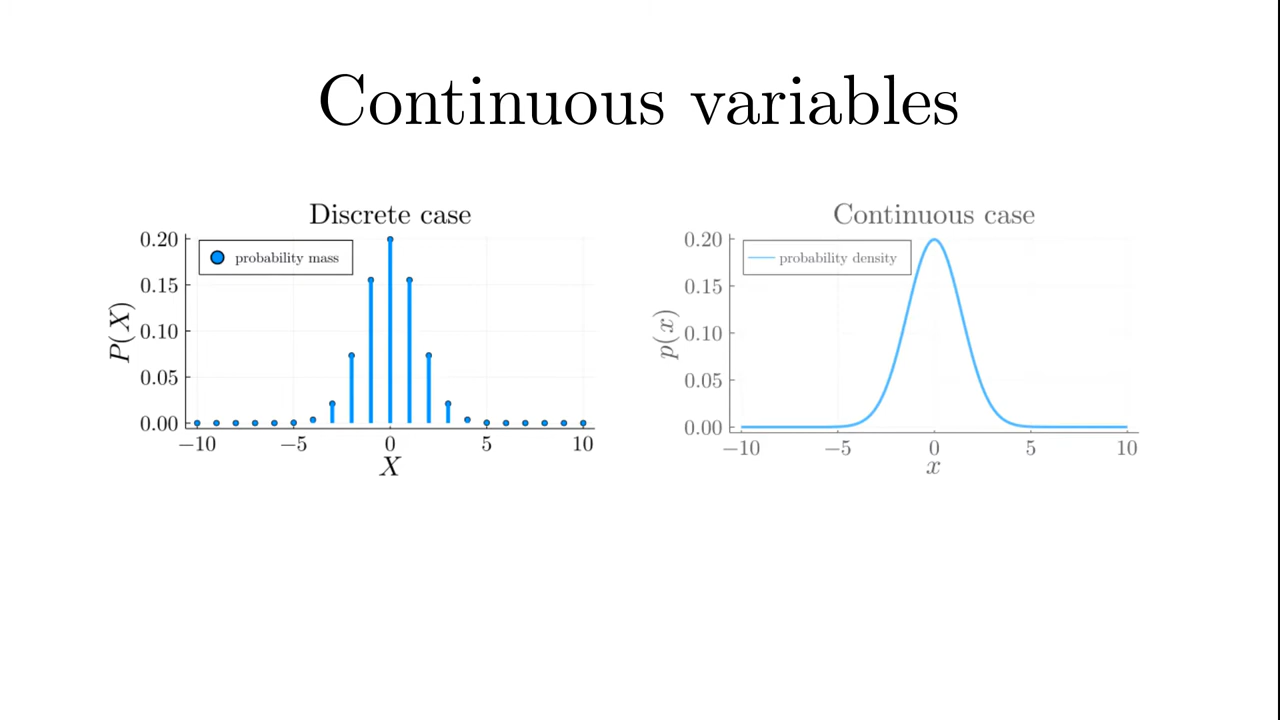 Continuous variables
Discrete case
probability mass
P(X)
0.20
0.15
0.10
0.05
0.00
−10 −5 0 5 10
X
Continuous case
probability density
p(x)
0.20
0.15
0.10
0.05
0.00
−10 −5 0 5 10
x